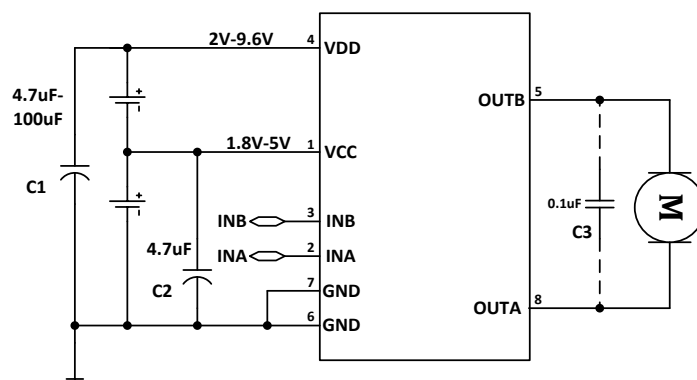 2V-9.6V
4
VDD
4.7uF-
100uF
C1
5
OUTB
1.8V-5V
1
VCC
0.1uF
C3
M
INB
3
INB
4.7uF
C2
INA
2
INA
7
GND
6
GND
8
OUTA